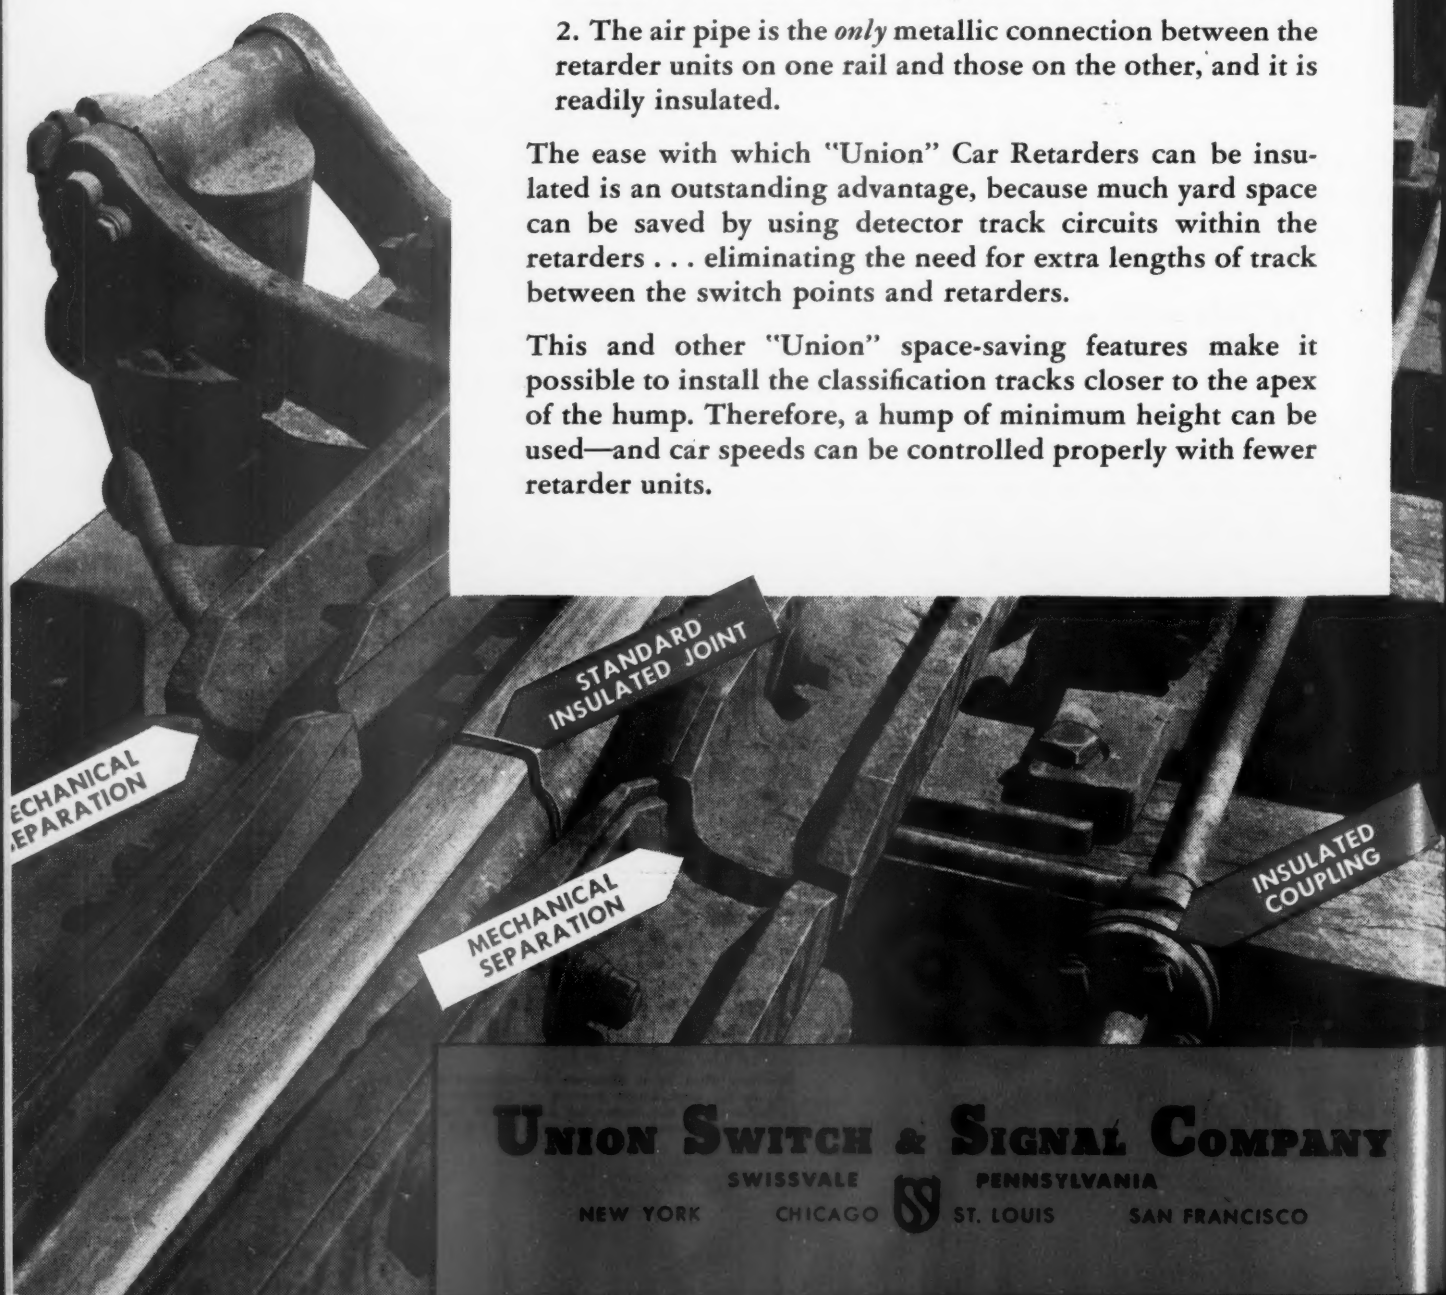 2. The air pipe is the only metallic connection between the
retarder units on one rail and those on the other, and it is
readily insulated.
The ease with which "Union" Car Retarders can be insu-
lated is an outstanding advantage, because much yard space
can be saved by using detector track circuits within the
retarders . . . eliminating the need for extra lengths of track
between the switch points and retarders.
This and other "Union" space-saving features make it
possible to install the classification tracks closer to the apex
of the hump. Therefore, a hump of minimum height can be
used—and car speeds can be controlled properly with fewer
retarder units.
STANDARD
INSULATED JOINT
ECHANICAL
EPARATION
MECHANICAL
SEPARATION
INSULATED
COUPLING
UNION SWITCH & SIGNAL COMPANY
SWISSVALE PENNSYLVANIA
NEW YORK CHICAGO ST. LOUIS SAN FRANCISCO